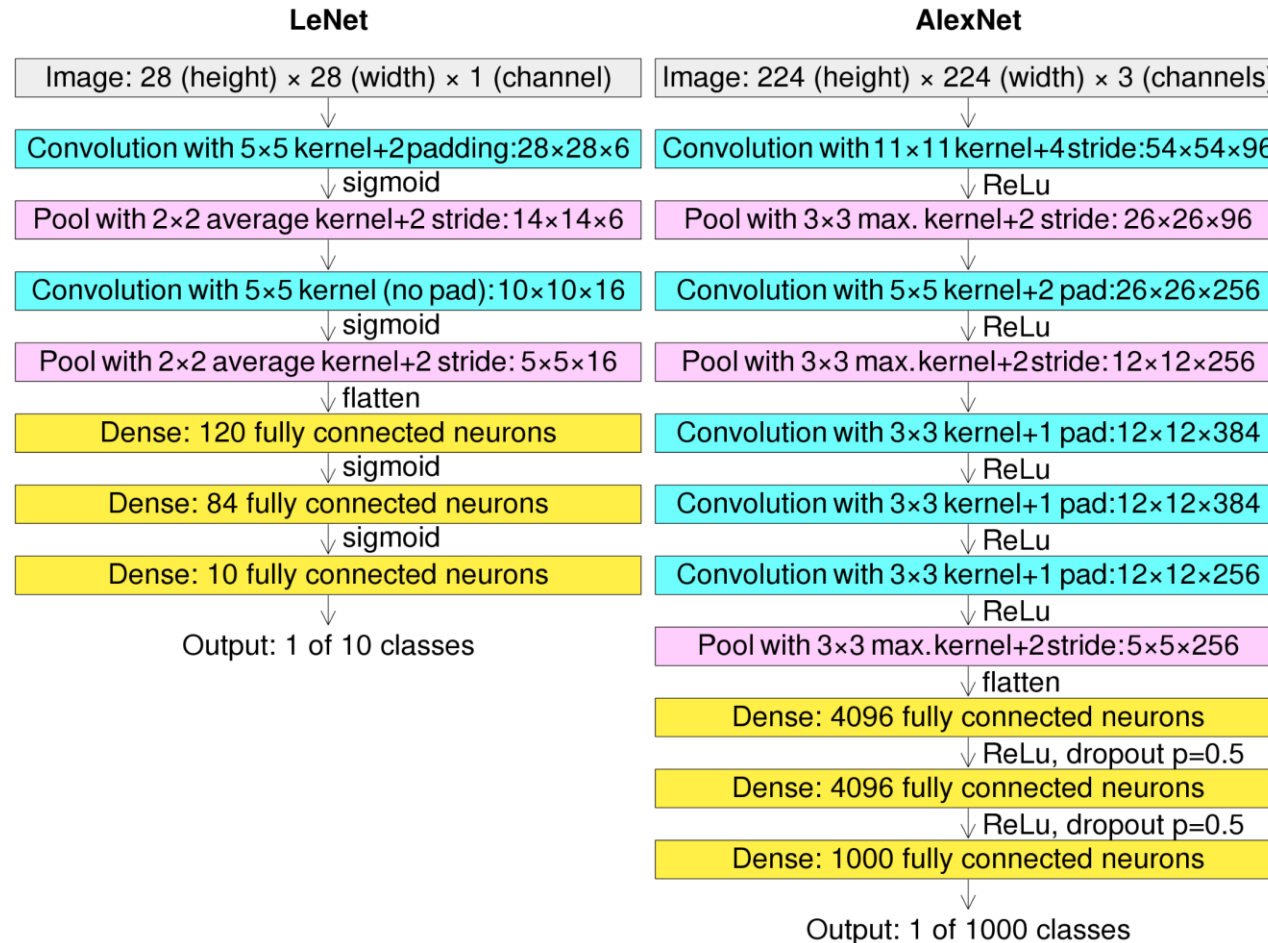 LeNet
Image: 28 (height) × 28 (width) × 1 (channel)
Convolution with 5×5 kernel+2padding:28×28×6
sigmoid
Pool with 2×2 average kernel+2 stride:14×14×6
Convolution with 5×5 kernel (no pad):10×10×16
sigmoid
Pool with 2×2 average kernel+2 stride: 5×5×16
flatten
Dense: 120 fully connected neurons
sigmoid
Dense: 84 fully connected neurons
sigmoid
Dense: 10 fully connected neurons
Output: 1 of 10 classes
AlexNet
Image: 224 (height) × 224 (width) × 3 (channels)
Convolution with 11×11 kernel+4 stride:54×54×96
ReLu
Pool with 3×3 max. kernel+2 stride: 26×26×96
Convolution with 5×5 kernel+2 pad:26×26×256
ReLu
Pool with 3×3 max.kernel+2stride:12×12×256
Convolution with 3×3 kernel+1 pad:12×12×384
ReLu
Convolution with 3×3 kernel+1 pad:12×12×384
ReLu
Convolution with 3×3 kernel+1 pad:12×12×256
ReLu
Pool with 3×3 max.kernel+2stride:5×5×256
flatten
Dense: 4096 fully connected neurons
ReLu, dropout p=0.5
Dense: 4096 fully connected neurons
ReLu, dropout p=0.5
Dense: 1000 fully connected neurons
Output: 1 of 1000 classes